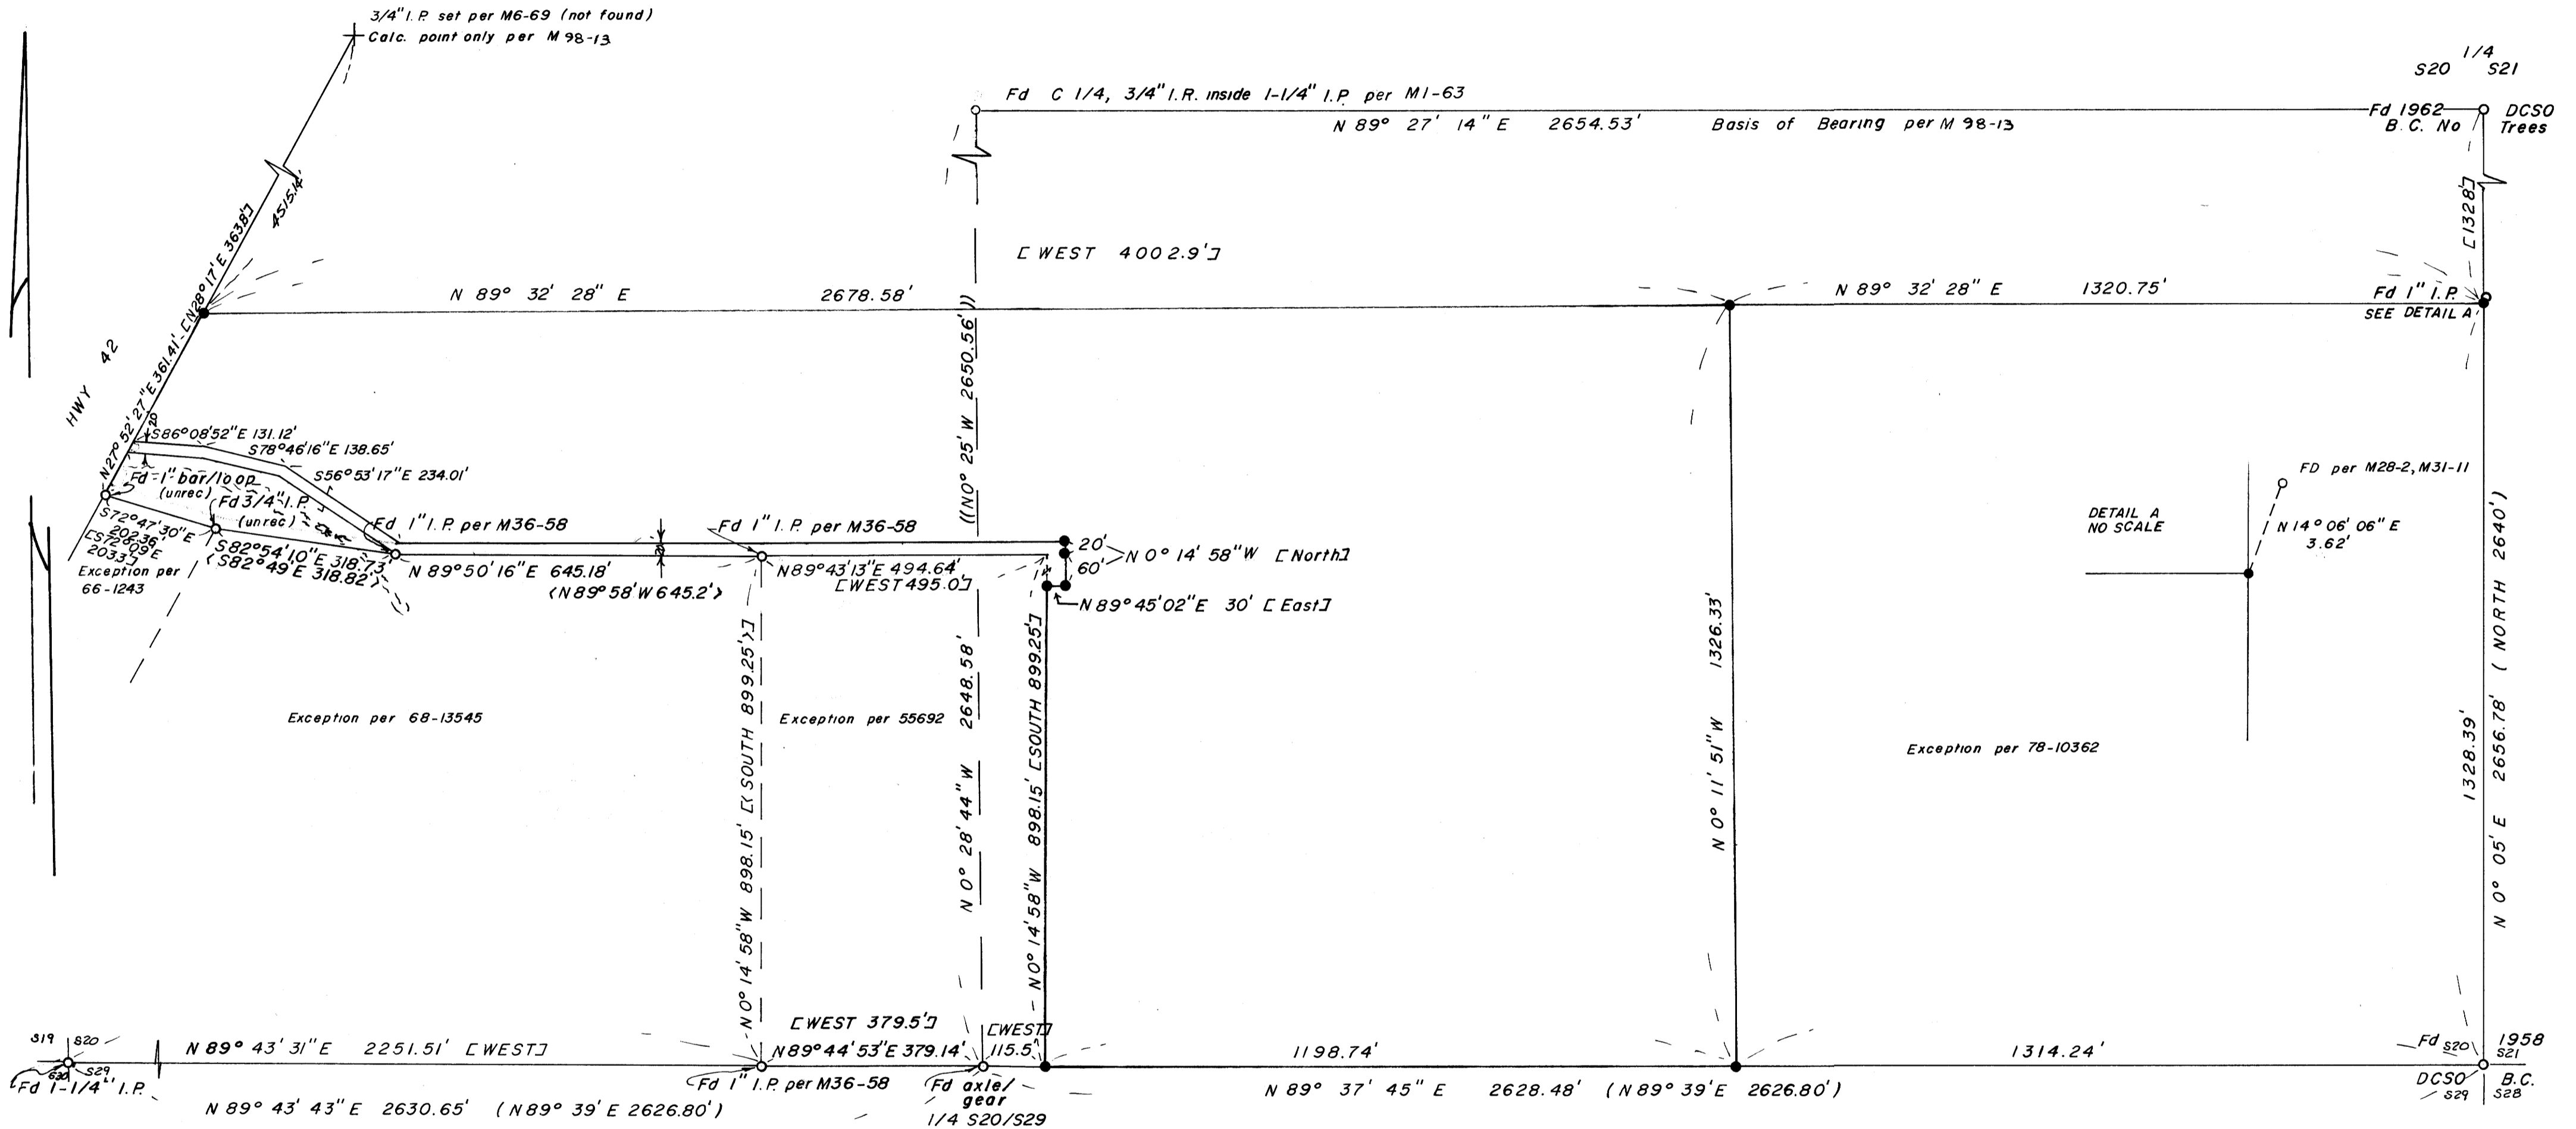 3/4" I.P. set per M6-69 (not found)
Calc. point only per M 98-13
1/4
S20 S21
Fd C 1/4, 3/4" I.R. inside 1-1/4" I.P. per M1-63
N 89° 27' 14" E 2654.53' Basis of Bearing per M 98-13
Fd 1962 DCSO
B.C. No Trees
4515.14'
[N28°17'E 363.8']
[1328']
[WEST 4002.9']
N 89° 32' 28" E 2678.58'
N 89° 32' 28" E 1320.75'
Fd 1" I.P.
SEE DETAIL A
HWY 42
N27° 52' 27" E 361.41'
((N0° 25' W 2650.56'))
20
S86°08'52"E 131.12'
S78°46'16"E 138.65'
S56°53'17"E 234.01'
Fd 1" bar/loop
(unrec)
Fd 3/4" I.P.
(unrec)
S72°47'30"E
202.36'
[S72°09'E
203.3']
Exception per
66-1243
S82°54'10"E 318.73'
<S82°49'E 318.82'>
Fd 1" I.P. per M36-58
Fd 1" I.P. per M36-58
20
N 89°50'16"E 645.18'
<N89°58'W 645.2'>
N89°43'13"E 494.64'
[WEST 495.0']
20'
N 0° 14' 58"W [North]
60'
N 89°45'02"E 30' [East]
FD per M28-2, M31-11
DETAIL A
NO SCALE
N 14° 06' 06" E
3.62'
N 0° 05' E 2656.78' ( NORTH 2640')
1328.39'
N 0° 11' 51" W 1326.33'
Exception per 68-13545
Exception per 55692
Exception per 78-10362
N 0° 14' 58"W 898.15' [<SOUTH 899.25'>]
N 0° 28' 44" W 2648.58'
N 0° 14' 58"W 898.15' [SOUTH 899.25']
[WEST 379.5']
[WEST]
S19 S20
N 89° 43' 31" E 2251.51' [WEST]
N89°44'53"E 379.14'
115.5'
1198.74'
1314.24'
Fd S20 1958
S21
S30 S29
Fd 1-1/4" I.P.
Fd 1" I.P. per M36-58
Fd axle/
gear
1/4 S20/S29
N 89° 43' 43" E 2630.65' (N 89° 39' E 2626.80')
N 89° 37' 45" E 2628.48' (N 89° 39' E 2626.80')
DCSO B.C.
S29 S28